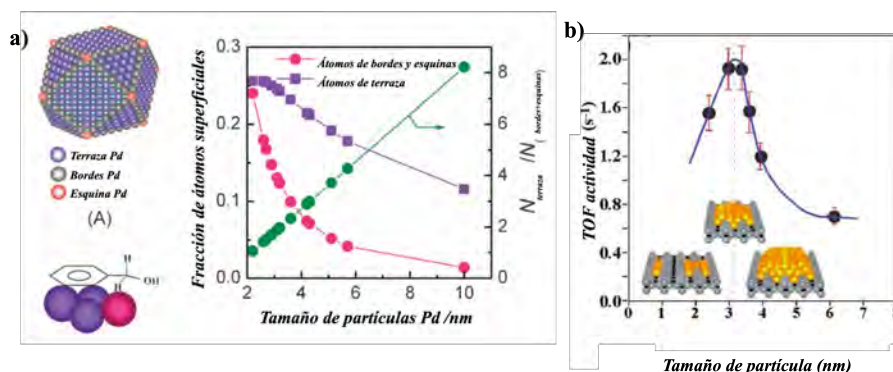 a)
Terraza Pd
Bordes Pd
Esquina Pd
(A)
H
OH
H
Fracción de átomos superficiales
0.3
0.2
0.1
0.0
Átomos de bordes y esquinas
Átomos de terraza
8
6
4
2
0
N terraza /N (border+esquinas)
2 4 6 8 10
Tamaño de partículas Pd /nm
b)
TOF actividad (s⁻¹)
2.0
1.6
1.2
0.8
0.4
0.0
0 1 2 3 4 5 6 7
Tamaño de partícula (nm)